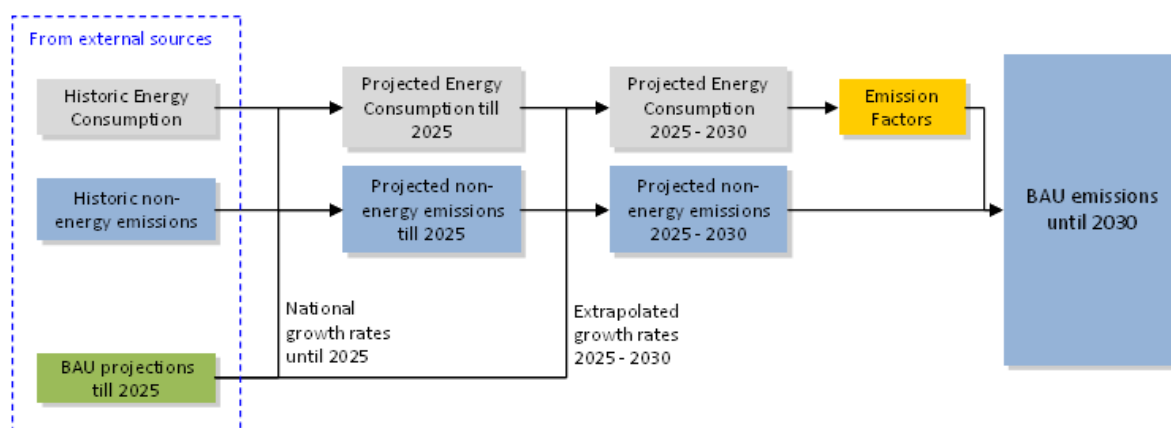 From external sources
Historic Energy
Consumption
Projected Energy
Consumption till
2025
Projected Energy
Consumption
2025 - 2030
Emission
Factors
Historic non-
energy emissions
Projected non-
energy emissions
till 2025
Projected non-
energy emissions
2025 - 2030
BAU emissions
until 2030
National
growth rates
until 2025
Extrapolated
growth rates
2025 - 2030
BAU projections
till 2025